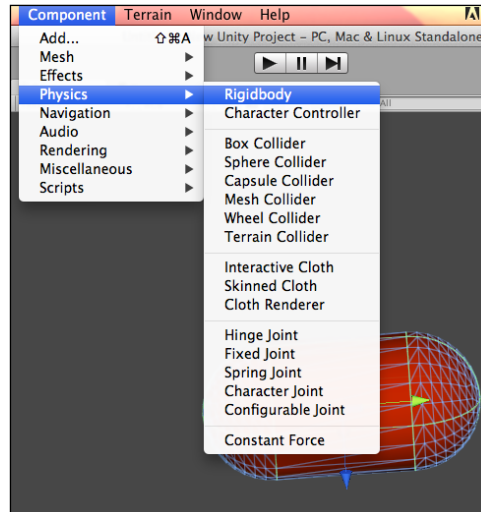 Component Terrain Window Help
w Unity Project – PC, Mac & Linux Standalone
Add... ⇧⌘A
Mesh
Effects
Physics
Navigation
Audio
Rendering
Miscellaneous
Scripts
All
Rigidbody
Character Controller
Box Collider
Sphere Collider
Capsule Collider
Mesh Collider
Wheel Collider
Terrain Collider
Interactive Cloth
Skinned Cloth
Cloth Renderer
Hinge Joint
Fixed Joint
Spring Joint
Character Joint
Configurable Joint
Constant Force